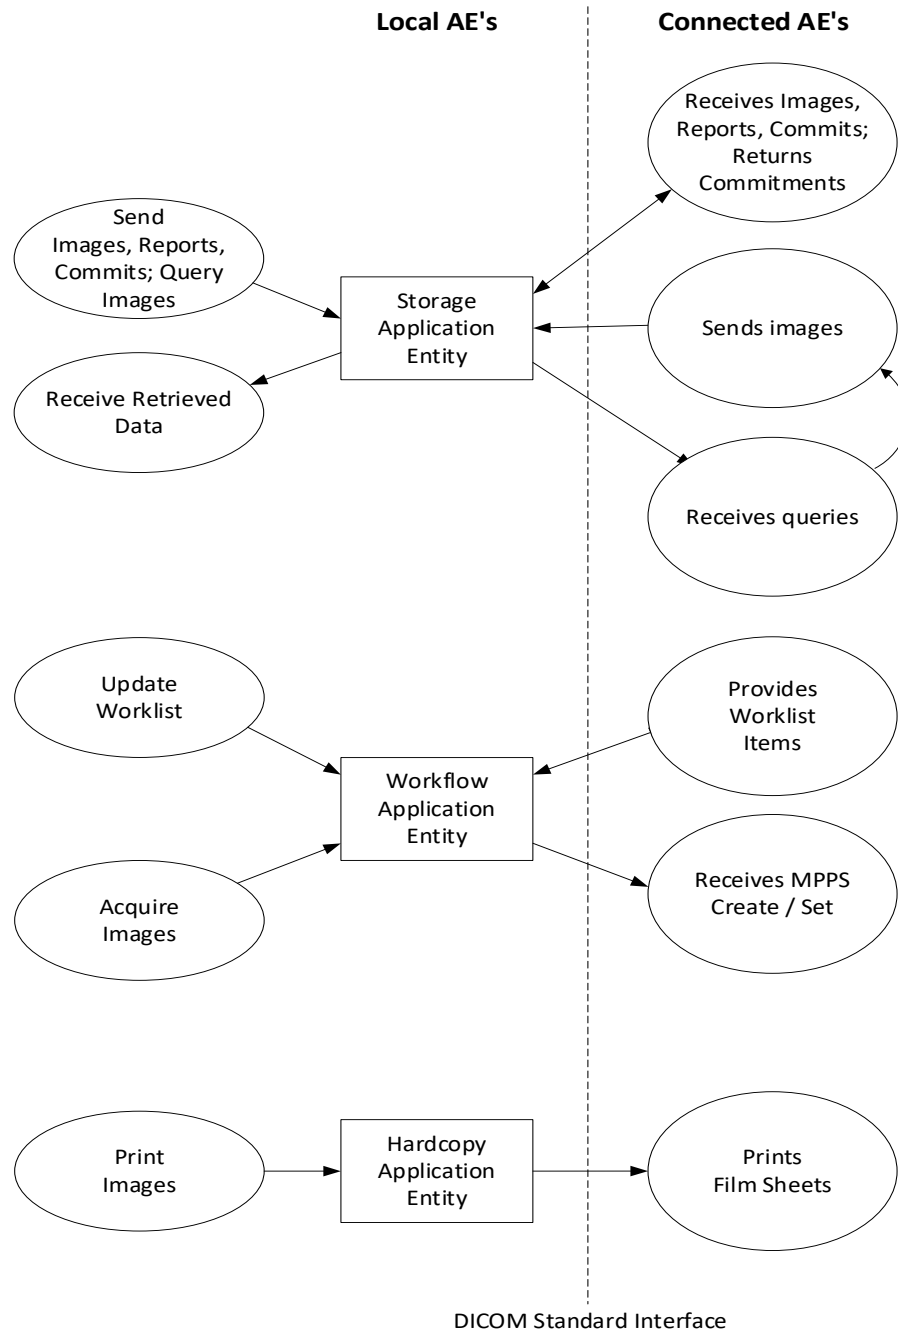 Local AE's
Connected AE's
Receives Images,
Reports, Commits;
Returns
Commitments
Send
Images, Reports,
Commits; Query
Images
Storage
Application
Entity
Sends images
Receive Retrieved
Data
Receives queries
Update
Worklist
Provides
Worklist
Items
Workflow
Application
Entity
Acquire
Images
Receives MPPS
Create / Set
Print
Images
Hardcopy
Application
Entity
Prints
Film Sheets
DICOM Standard Interface